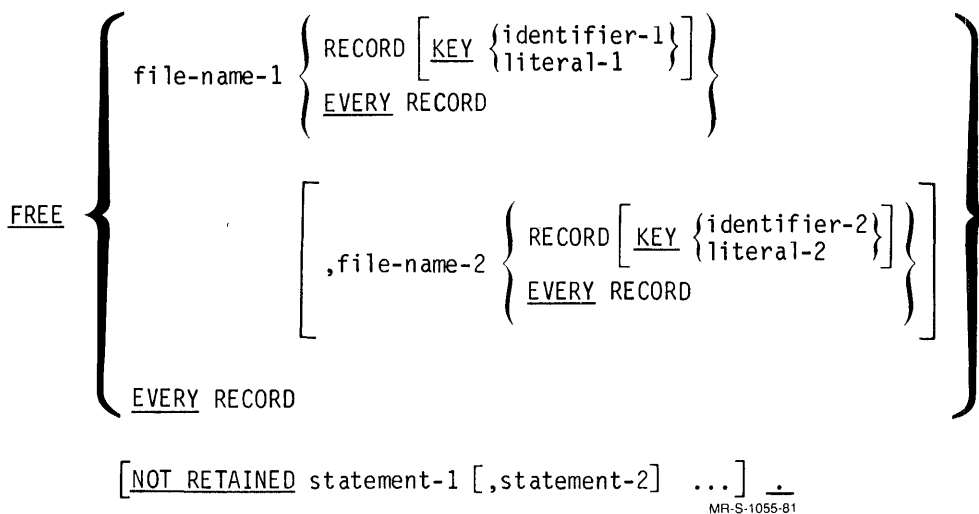 RECORD [KEY {identifier-1}]
file-name-1 {literal-1}
EVERY RECORD
FREE
RECORD [KEY {identifier-2}]
,file-name-2 {literal-2}
EVERY RECORD
EVERY RECORD
[NOT RETAINED statement-1 [,statement-2] ...] .
MR-S-1055-81